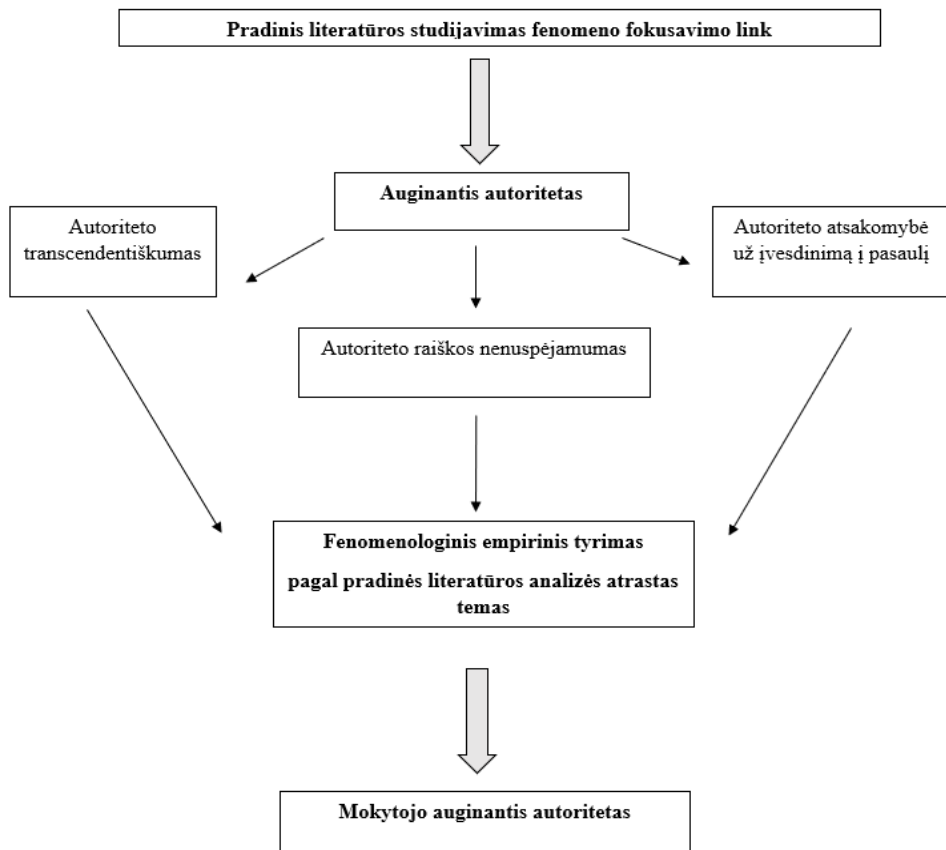 Pradinis literatūros studijavimas fenomeno fokusavimo link
Auginantis autoritetas
Autoriteto
transcendentiškumas
Autoriteto atsakomybė
už įvesdinimą į pasaulį
Autoriteto raiškos nenuspėjamumas
Fenomenologinis empirinis tyrimas
pagal pradinės literatūros analizės atrastas
temas
Mokytojo auginantis autoritetas